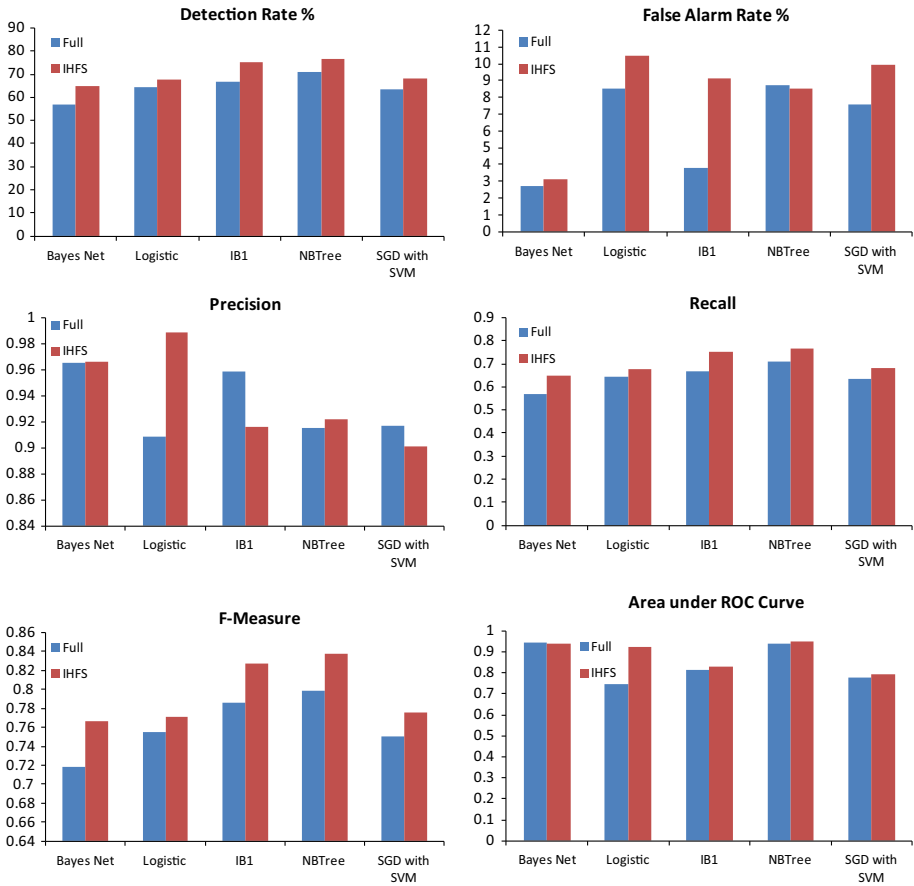 Detection Rate %
90
80
70
60
50
40
30
20
10
0
Full
IHFS
Bayes Net
Logistic
IB1
NBTree
SGD with
SVM
False Alarm Rate %
12
11
10
9
8
7
6
5
4
3
2
1
0
Full
IHFS
Bayes Net
Logistic
IB1
NBTree
SGD with
SVM
Precision
1
0.98
0.96
0.94
0.92
0.9
0.88
0.86
0.84
Full
IHFS
Bayes Net
Logistic
IB1
NBTree
SGD with
SVM
Recall
0.9
0.8
0.7
0.6
0.5
0.4
0.3
0.2
0.1
0
Full
IHFS
Bayes Net
Logistic
IB1
NBTree
SGD with
SVM
F-Measure
0.86
0.84
0.82
0.8
0.78
0.76
0.74
0.72
0.7
0.68
0.66
0.64
Full
IHFS
Bayes Net
Logistic
IB1
NBTree
SGD with
SVM
Area under ROC Curve
1
0.9
0.8
0.7
0.6
0.5
0.4
0.3
0.2
0.1
0
Full
IHFS
Bayes Net
Logistic
IB1
NBTree
SGD with
SVM